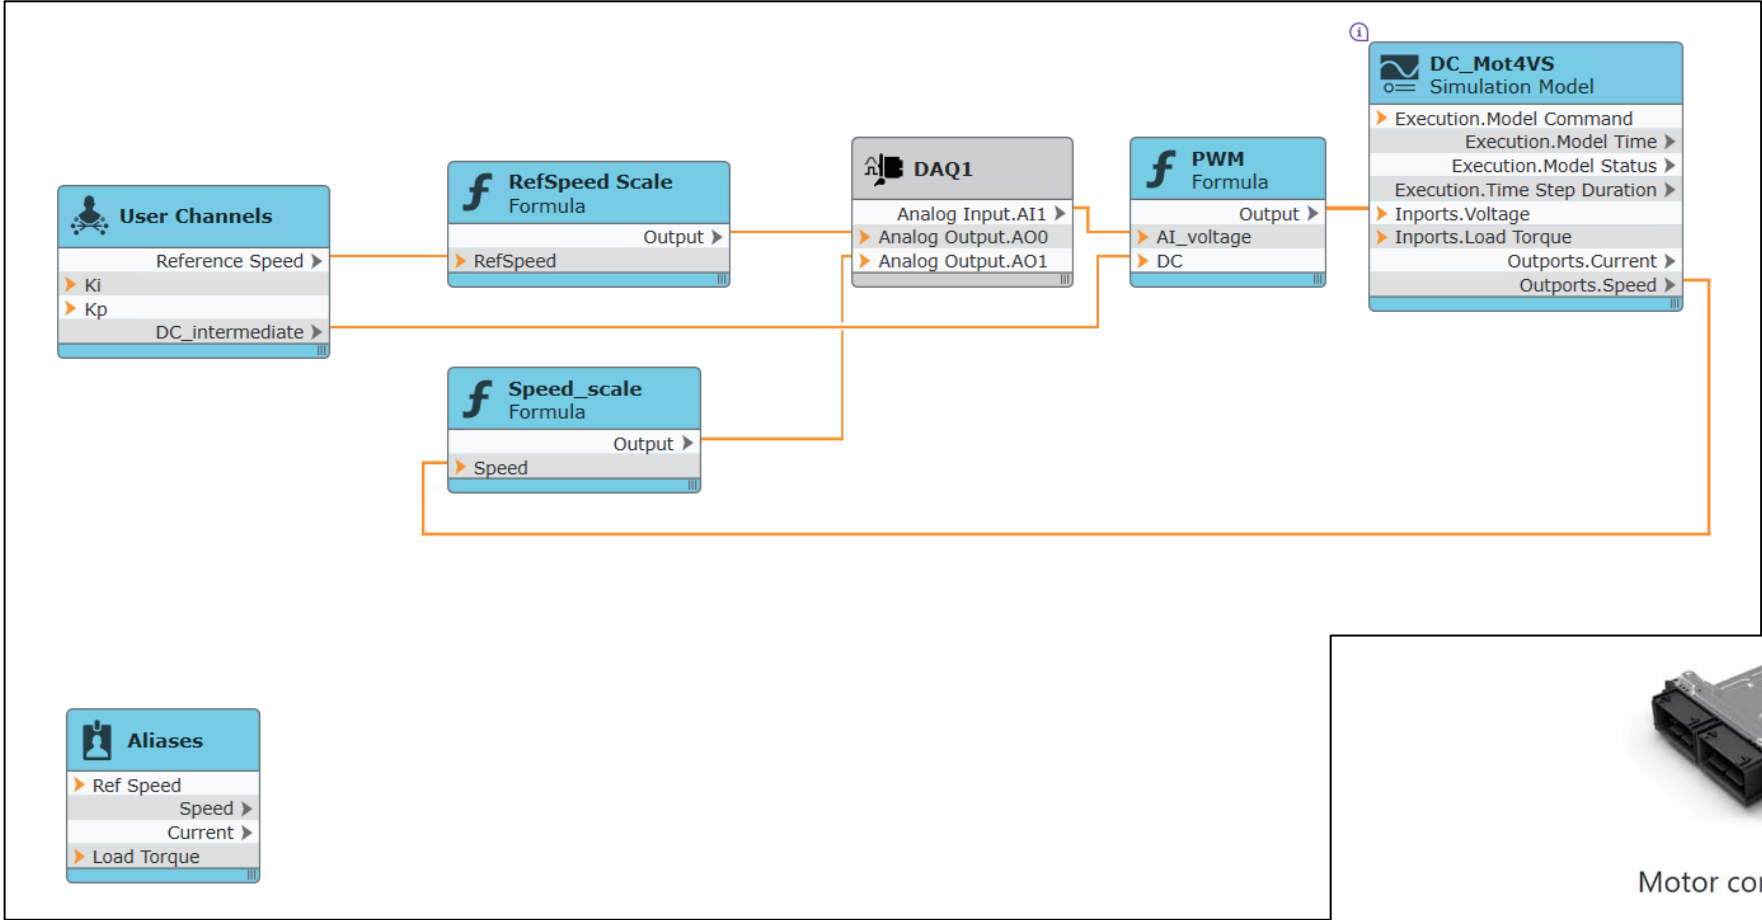 User Channels
Reference Speed
Ki
Kp
DC_intermediate
RefSpeed Scale
Formula
Output
RefSpeed
Speed_scale
Formula
Output
Speed
DAQ1
Analog Input.AI1
Analog Output.AO0
Analog Output.AO1
PWM
Formula
Output
AI_voltage
DC
DC_Mot4VS
Simulation Model
Execution.Model Command
Execution.Model Time
Execution.Model Status
Execution.Time Step Duration
Inports.Voltage
Inports.Load Torque
Outports.Current
Outports.Speed
Aliases
Ref Speed
Speed
Current
Load Torque
Motor